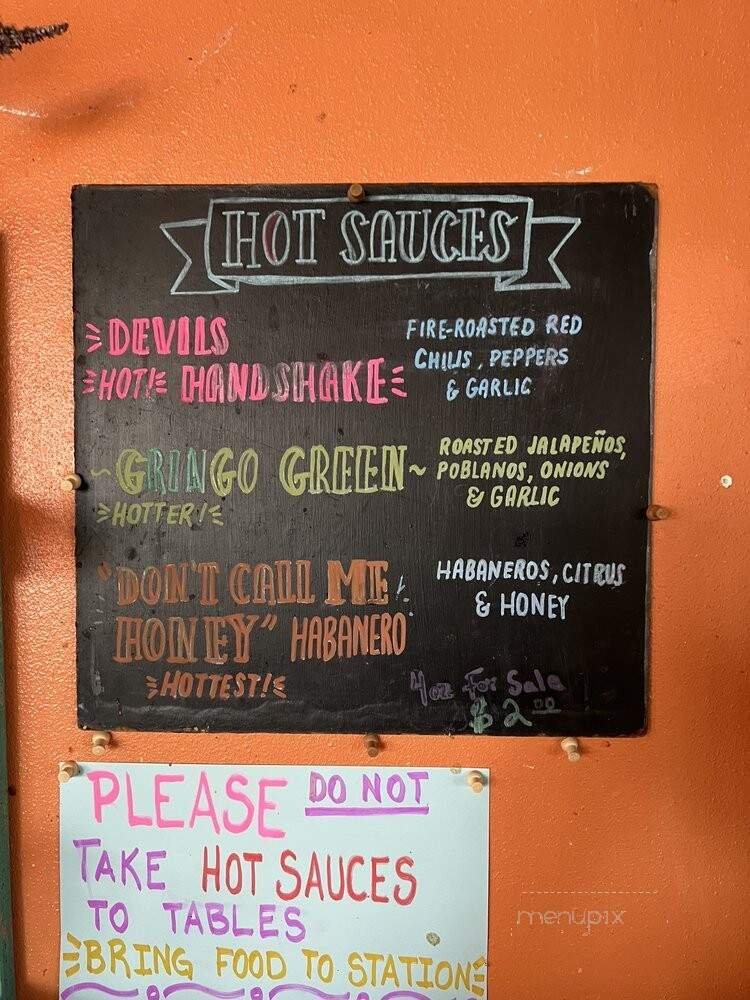 HOT SAUCES
DEVILS
HOT! HANDSHAKE
FIRE-ROASTED RED
CHILIS, PEPPERS
& GARLIC
~GRINGO GREEN~
HOTTER!
ROASTED JALAPEÑOS,
POBLANOS, ONIONS
& GARLIC
"DON'T CALL ME
HONEY" HABANERO
HOTTEST!
HABANEROS, CITRUS
& HONEY
4oz For Sale
$2.00
PLEASE DO NOT
TAKE HOT SAUCES
TO TABLES
BRING FOOD TO STATION
menupix